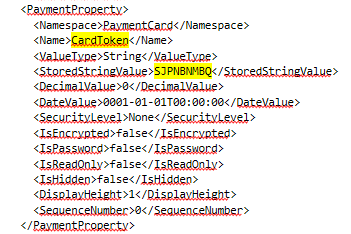 <PaymentProperty>
<Namespace>PaymentCard</Namespace>
<Name>CardToken</Name>
<ValueType>String</ValueType>
<StoredStringValue>SJPNBNMBQ</StoredStringValue>
<DecimalValue>0</DecimalValue>
<DateValue>0001-01-01T00:00:00</DateValue>
<SecurityLevel>None</SecurityLevel>
<IsEncrypted>false</IsEncrypted>
<IsPassword>false</IsPassword>
<IsReadOnly>false</IsReadOnly>
<IsHidden>false</IsHidden>
<DisplayHeight>1</DisplayHeight>
<SequenceNumber>0</SequenceNumber>
</PaymentProperty>